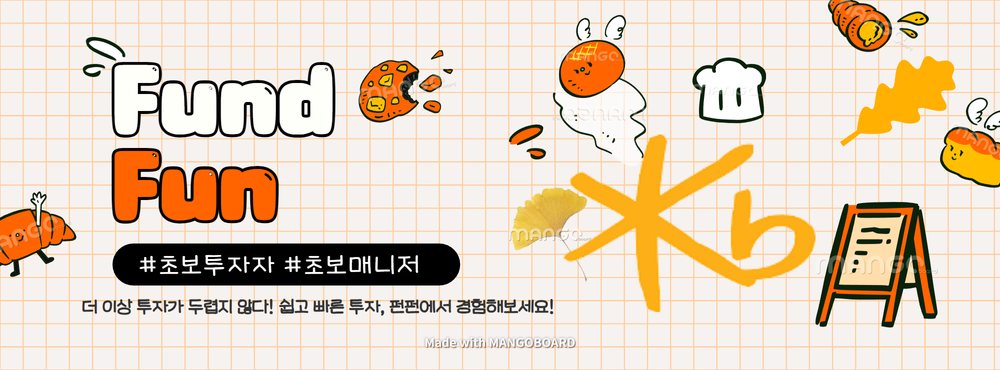 Fund
Fun
#초보투자자 #초보매니저
더 이상 투자가 두렵지 않다! 쉽고 빠른 투자, 펀펀에서 경험해보세요!
Kb
Made with MANGOBOARD